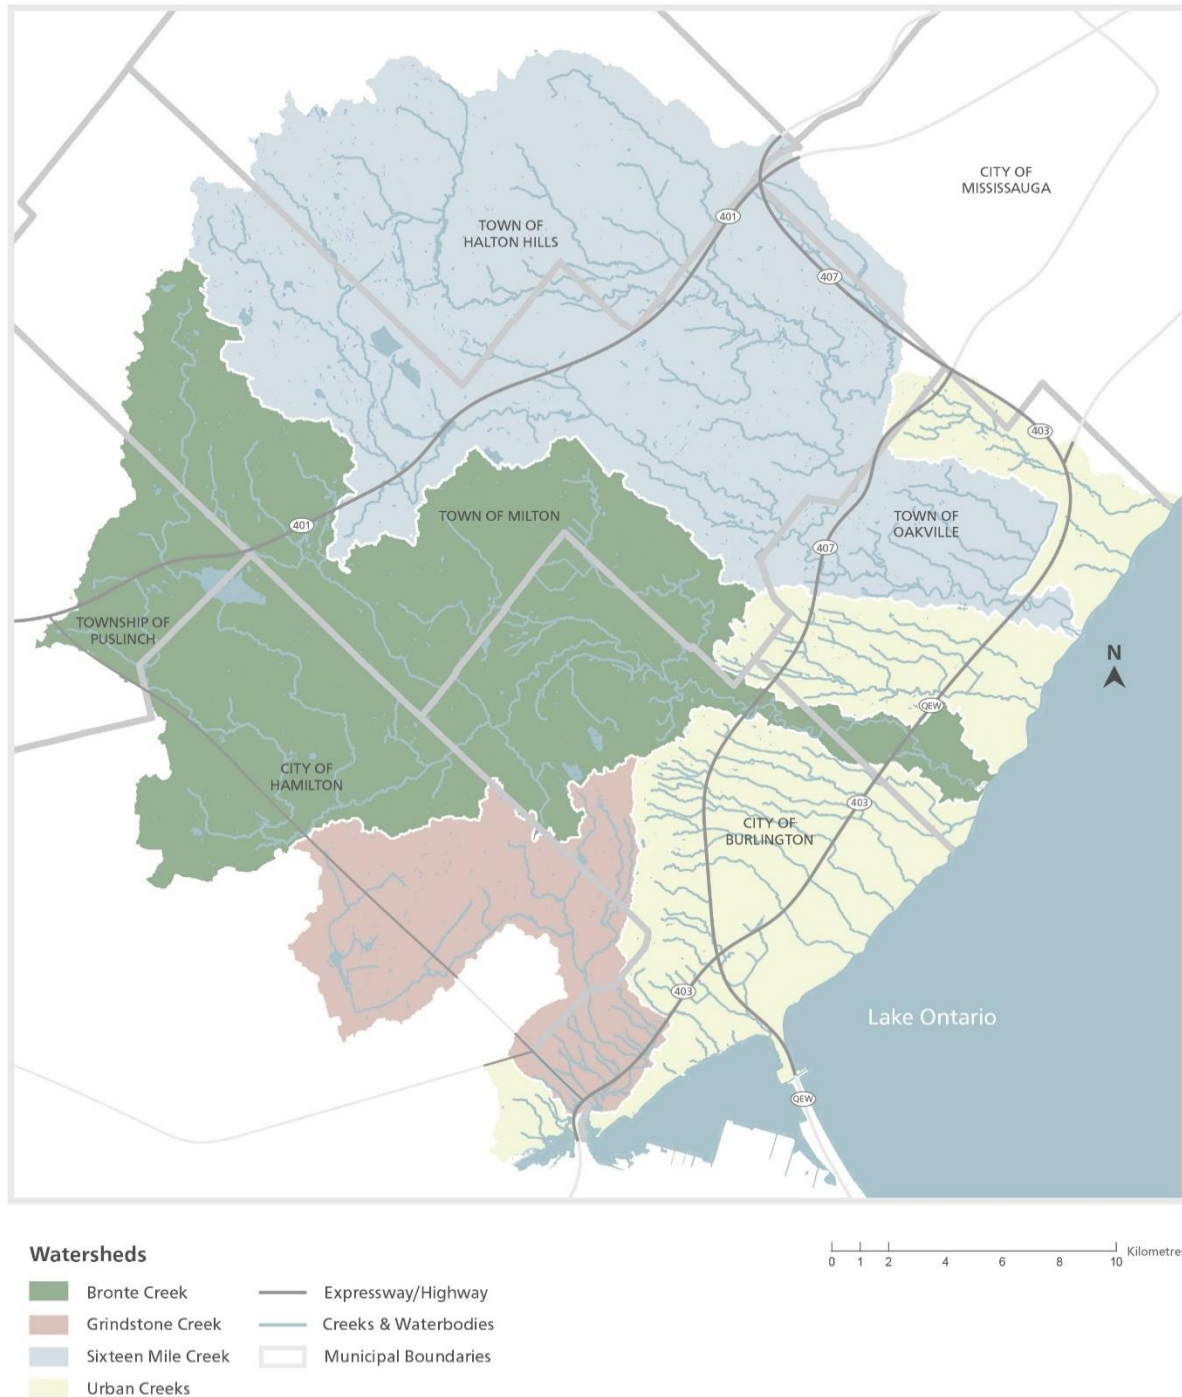 CITY OF
MISSISSAUGA
TOWN OF
HALTON HILLS
401
407
403
TOWN OF MILTON
401
TOWN OF
OAKVILLE
407
TOWNSHIP OF
PUSLINCH
N
QEW
CITY OF
HAMILTON
403
CITY OF
BURLINGTON
403
Lake Ontario
QEW
Watersheds
Bronte Creek
Grindstone Creek
Sixteen Mile Creek
Urban Creeks
Expressway/Highway
Creeks & Waterbodies
Municipal Boundaries
0 1 2 4 6 8 10 Kilometres